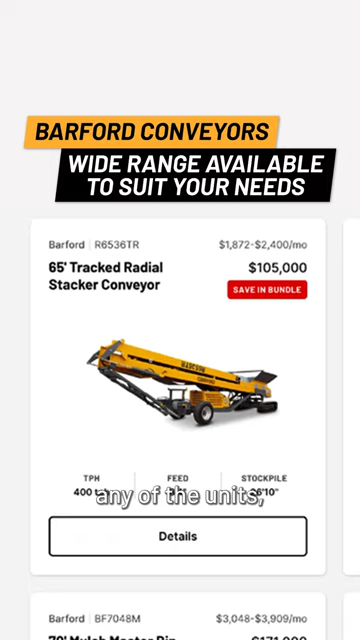 BARFORD CONVEYORS
WIDE RANGE AVAILABLE
TO SUIT YOUR NEEDS
Barford | R6536TR $1,872-$2,400/mo
65' Tracked Radial $105,000
Stacker Conveyor SAVE IN BUNDLE
BARFORD
TPH FEED STOCKPILE
400
any of the units,
Details
Barford | BF7048M $3,048-$3,909/mo